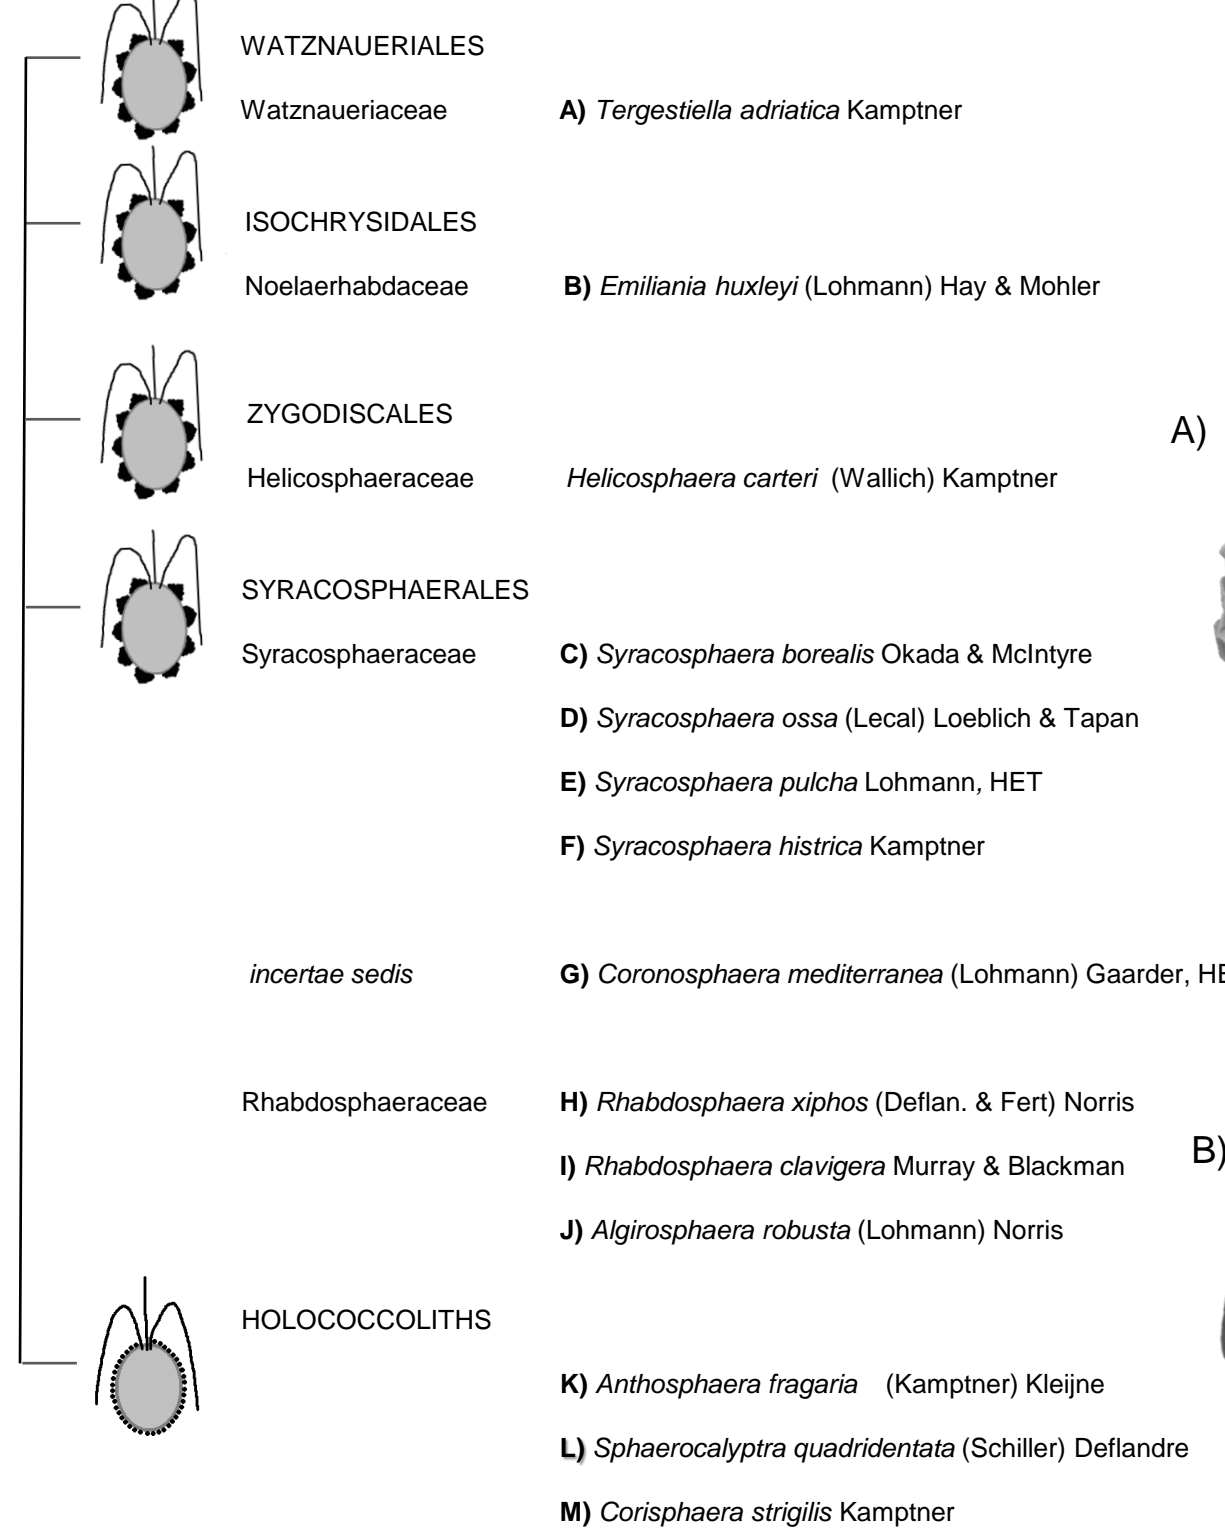 WATZNAUERIALES
Watznaueriaceae A) Tergestiella adriatica Kamptner
ISOCHRYSIDALES
Noelaerhabdaceae B) Emiliania huxleyi (Lohmann) Hay & Mohler
ZYGODISCALES
A)
Helicosphaeraceae Helicosphaera carteri (Wallich) Kamptner
SYRACOSPHAERALES
Syracosphaeraceae C) Syracosphaera borealis Okada & McIntyre
D) Syracosphaera ossa (Lecal) Loeblich & Tapan
E) Syracosphaera pulcha Lohmann, HET
F) Syracosphaera histrica Kamptner
incertae sedis G) Coronosphaera mediterranea (Lohmann) Gaarder, HE
Rhabdosphaeraceae H) Rhabdosphaera xiphos (Deflan. & Fert) Norris
B)
I) Rhabdosphaera clavigera Murray & Blackman
J) Algirosphaera robusta (Lohmann) Norris
HOLOCOCCOLITHS
K) Anthosphaera fragaria (Kamptner) Kleijne
L) Sphaerocalyptra quadridentata (Schiller) Deflandre
M) Corisphaera strigilis Kamptner